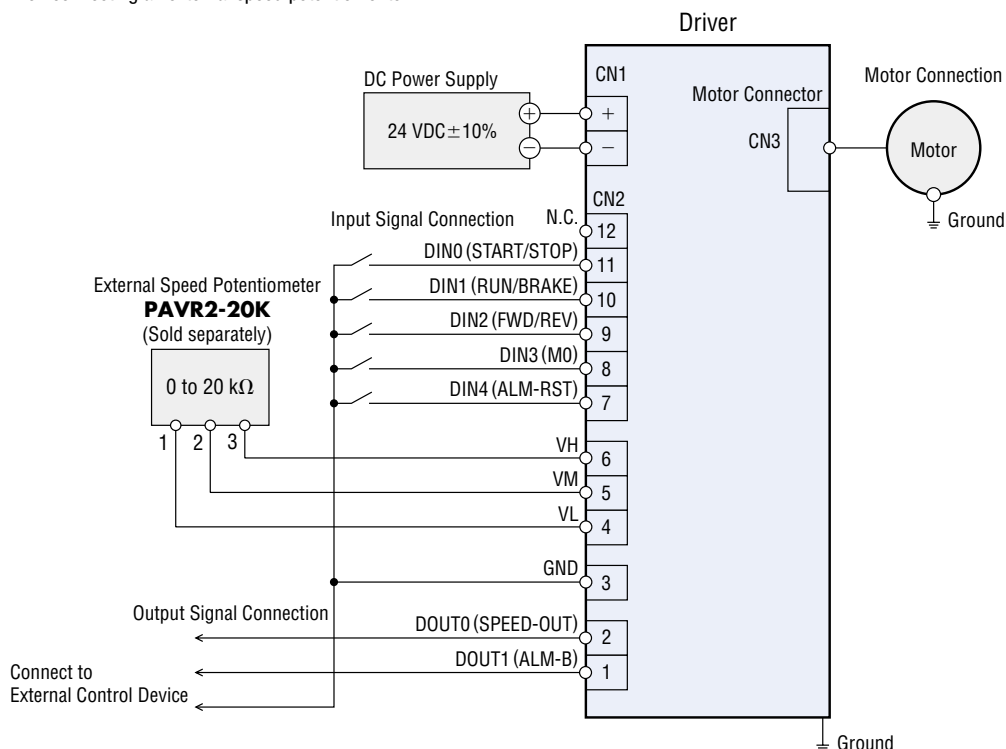 Driver
DC Power Supply
24 VDC±10%
+
−
CN1
+
−
Motor Connector
CN3
Motor Connection
Motor
Ground
CN2
Input Signal Connection
N.C.
12
DIN0 (START/STOP)
11
DIN1 (RUN/BRAKE)
10
DIN2 (FWD/REV)
9
DIN3 (M0)
8
DIN4 (ALM-RST)
7
External Speed Potentiometer
PAVR2-20K
(Sold separately)
0 to 20 kΩ
1
2
3
VH
6
VM
5
VL
4
GND
3
Output Signal Connection
DOUT0 (SPEED-OUT)
2
DOUT1 (ALM-B)
1
Connect to
External Control Device
Ground